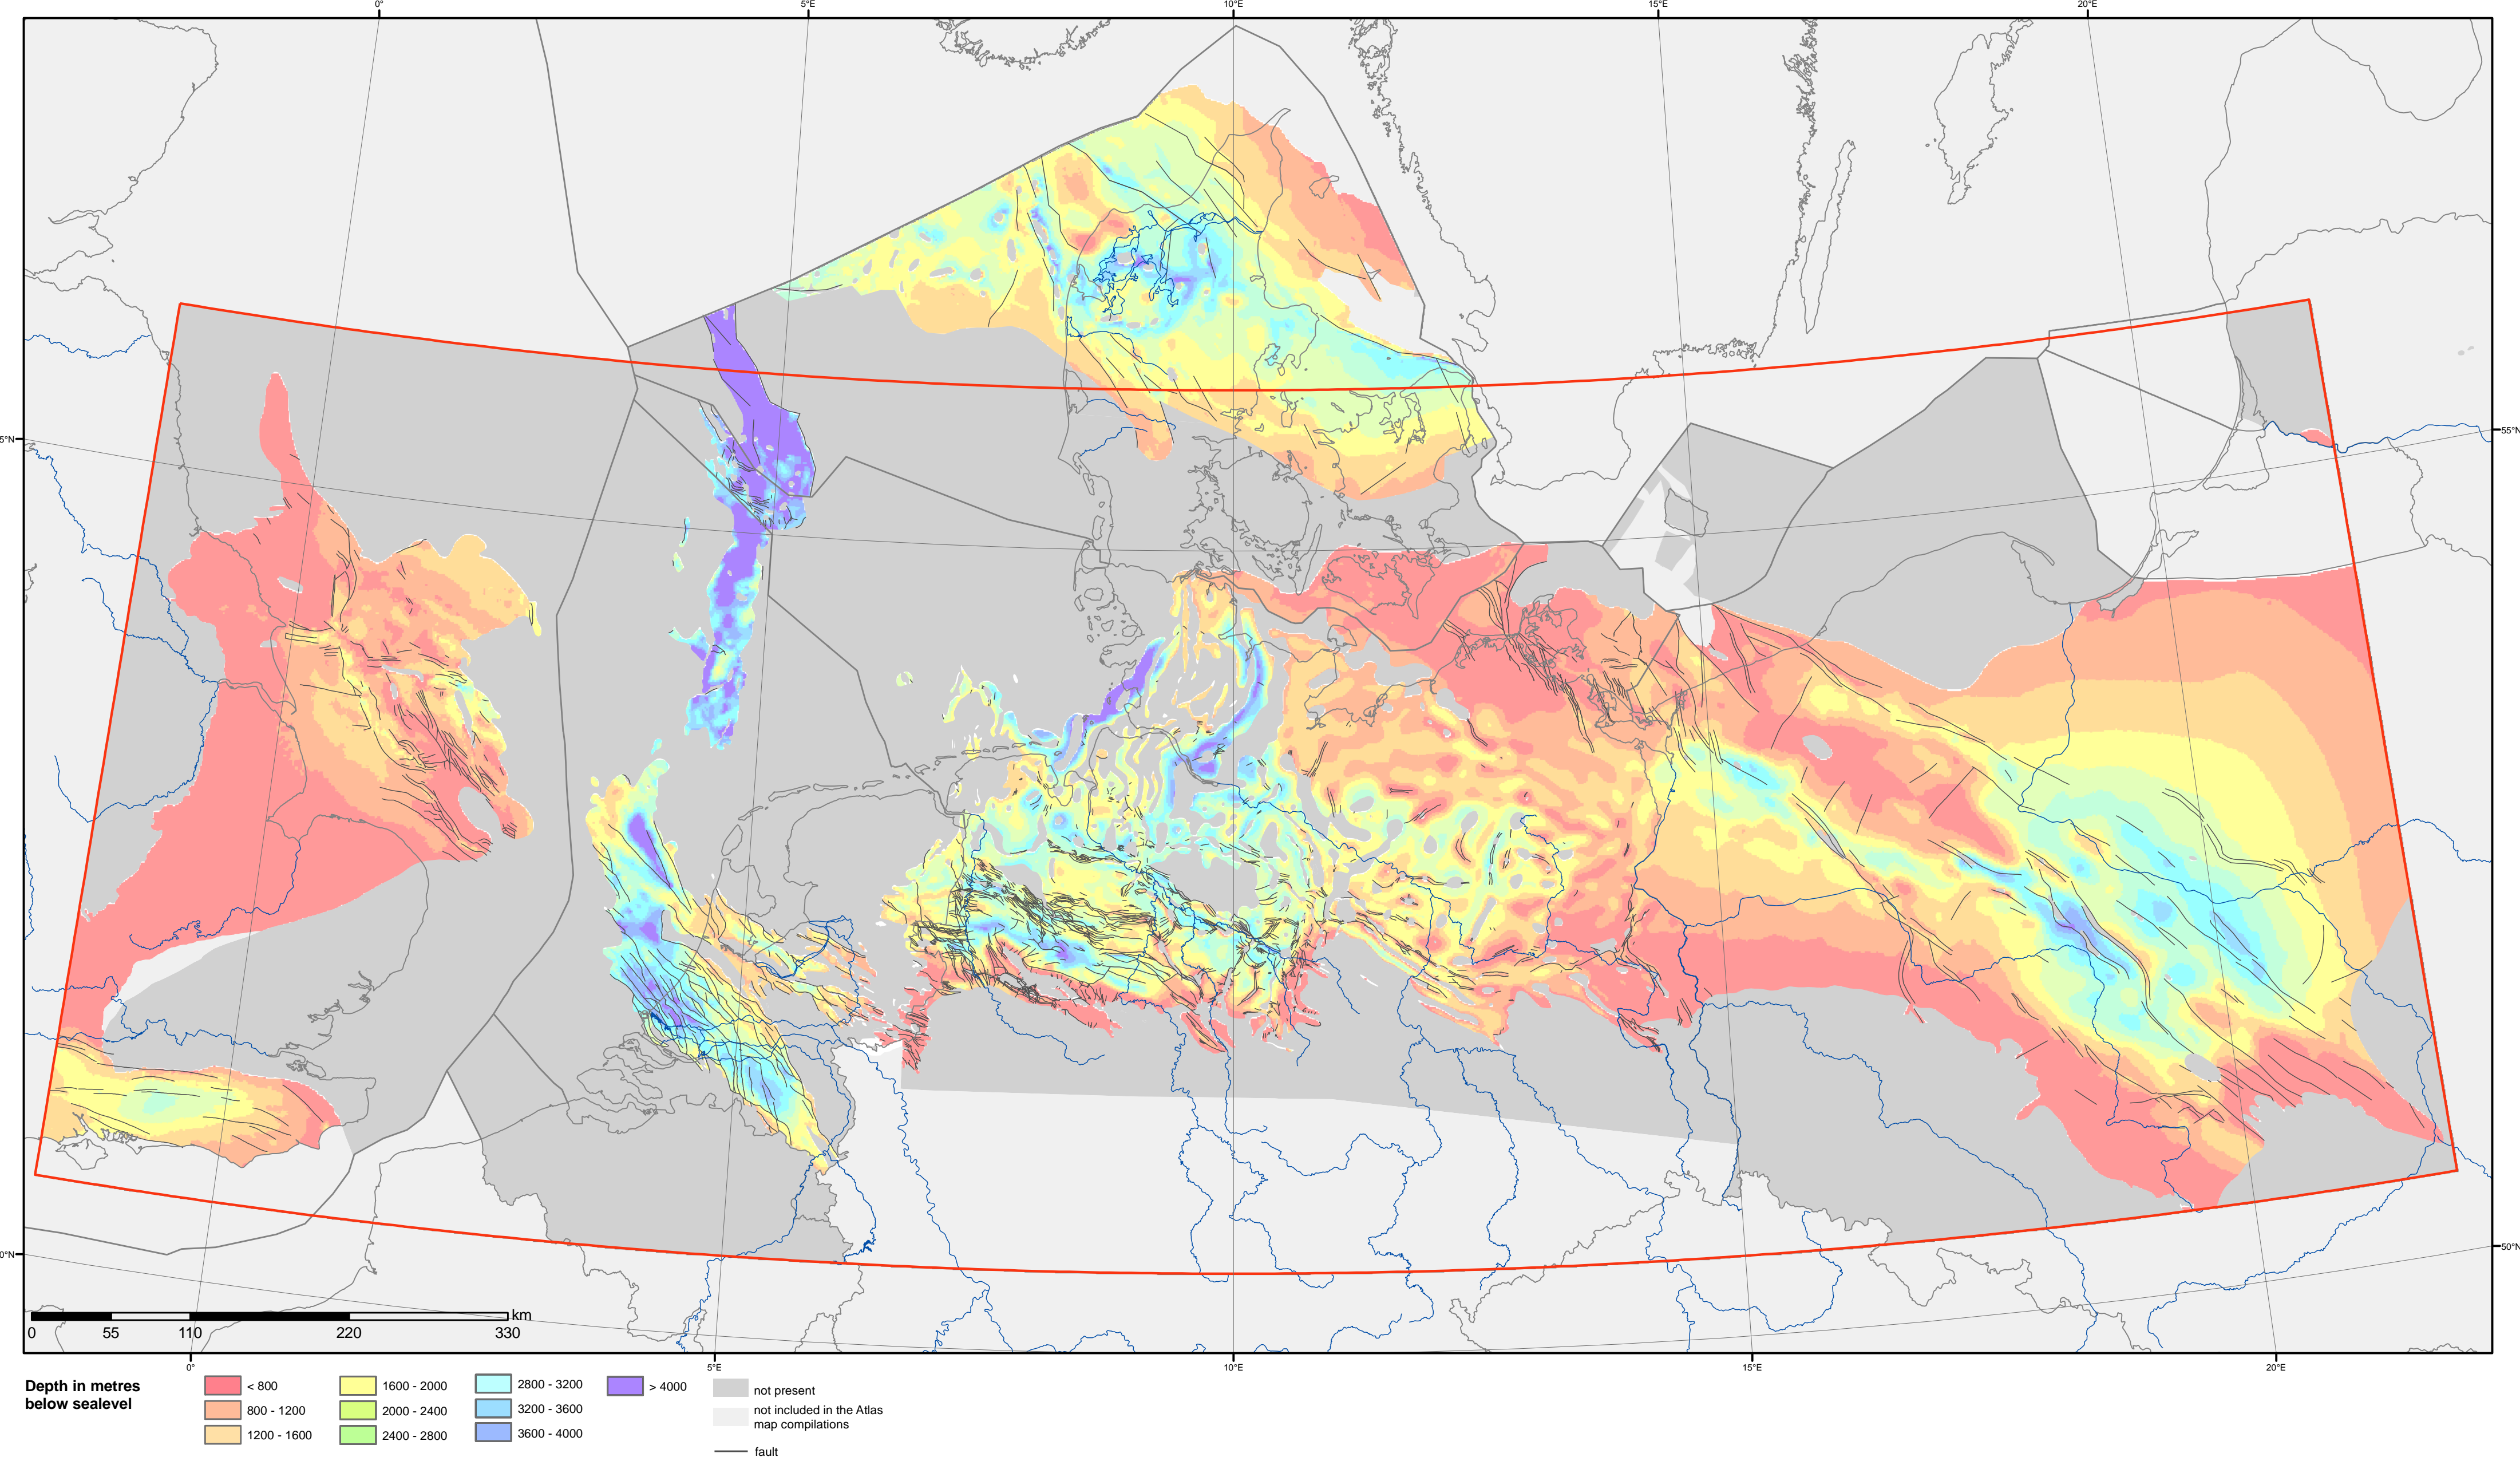 0° 5°E 10°E 15°E 20°E
5°N 55°N
0°N 50°N
km
0 55 110 220 330
0° 5°E 10°E 15°E 20°E
Depth in metres
below sealevel
< 800
800 - 1200
1200 - 1600
1600 - 2000
2000 - 2400
2400 - 2800
2800 - 3200
3200 - 3600
3600 - 4000
> 4000
not present
not included in the Atlas
map compilations
fault